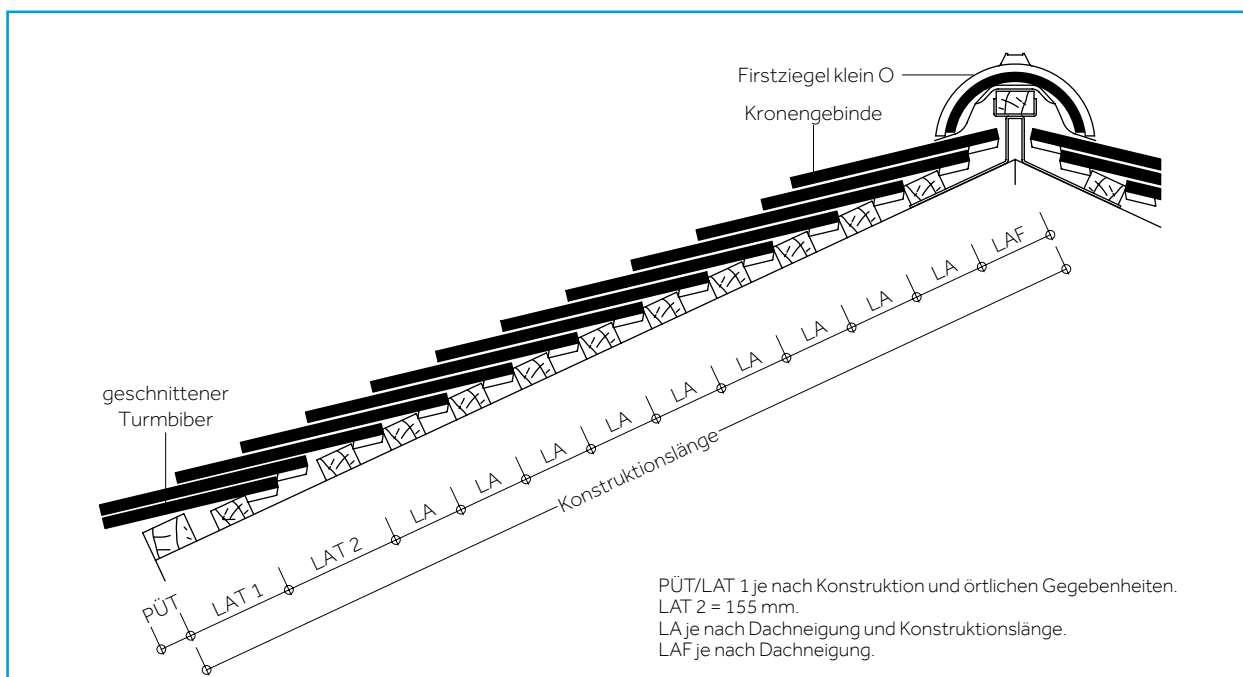 Firstziegel klein O
Kronengebinde
geschnittener
Turmbiber
PÜT
LAT 1
LAT 2
LA
LA
LA
LA
LA
LA
LA
LA
LA
LAF
Konstruktionslänge
PÜT/LAT 1 je nach Konstruktion und örtlichen Gegebenheiten.
LAT 2 = 155 mm.
LA je nach Dachneigung und Konstruktionslänge.
LAF je nach Dachneigung.